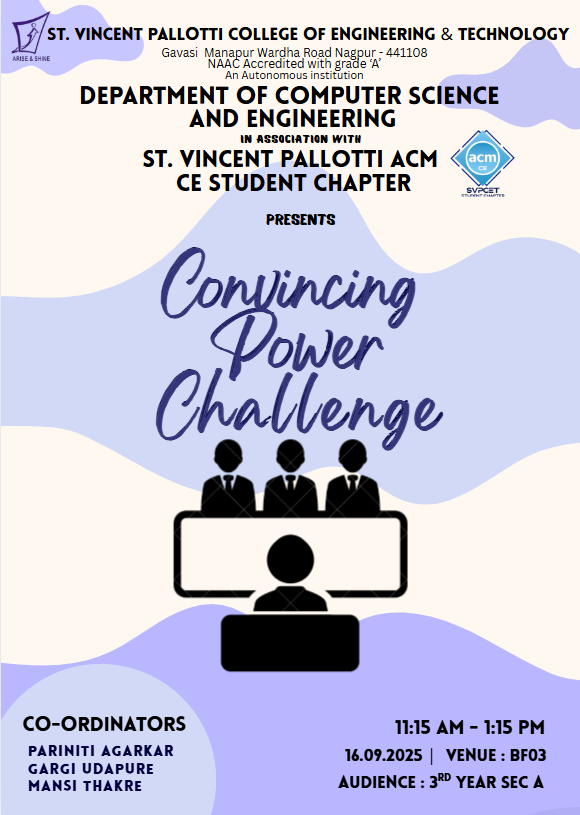 ST. VINCENT PALLOTTI COLLEGE OF ENGINEERING & TECHNOLOGY
ARISE & SHINE
Gavasi Manapur Wardha Road Nagpur - 441108
NAAC Accredited with grade ‘A’
An Autonomous institution
DEPARTMENT OF COMPUTER SCIENCE
AND ENGINEERING
IN ASSOCIATION WITH
ST. VINCENT PALLOTTI ACM
CE STUDENT CHAPTER
acm
CE
SVPCET
STUDENT CHAPTER
PRESENTS
Convincing
Power
Challenge
CO-ORDINATORS
PARINITI AGARKAR
GARGI UDAPURE
MANSI THAKRE
11:15 AM - 1:15 PM
16.09.2025 | VENUE : BF03
AUDIENCE : 3RD YEAR SEC A